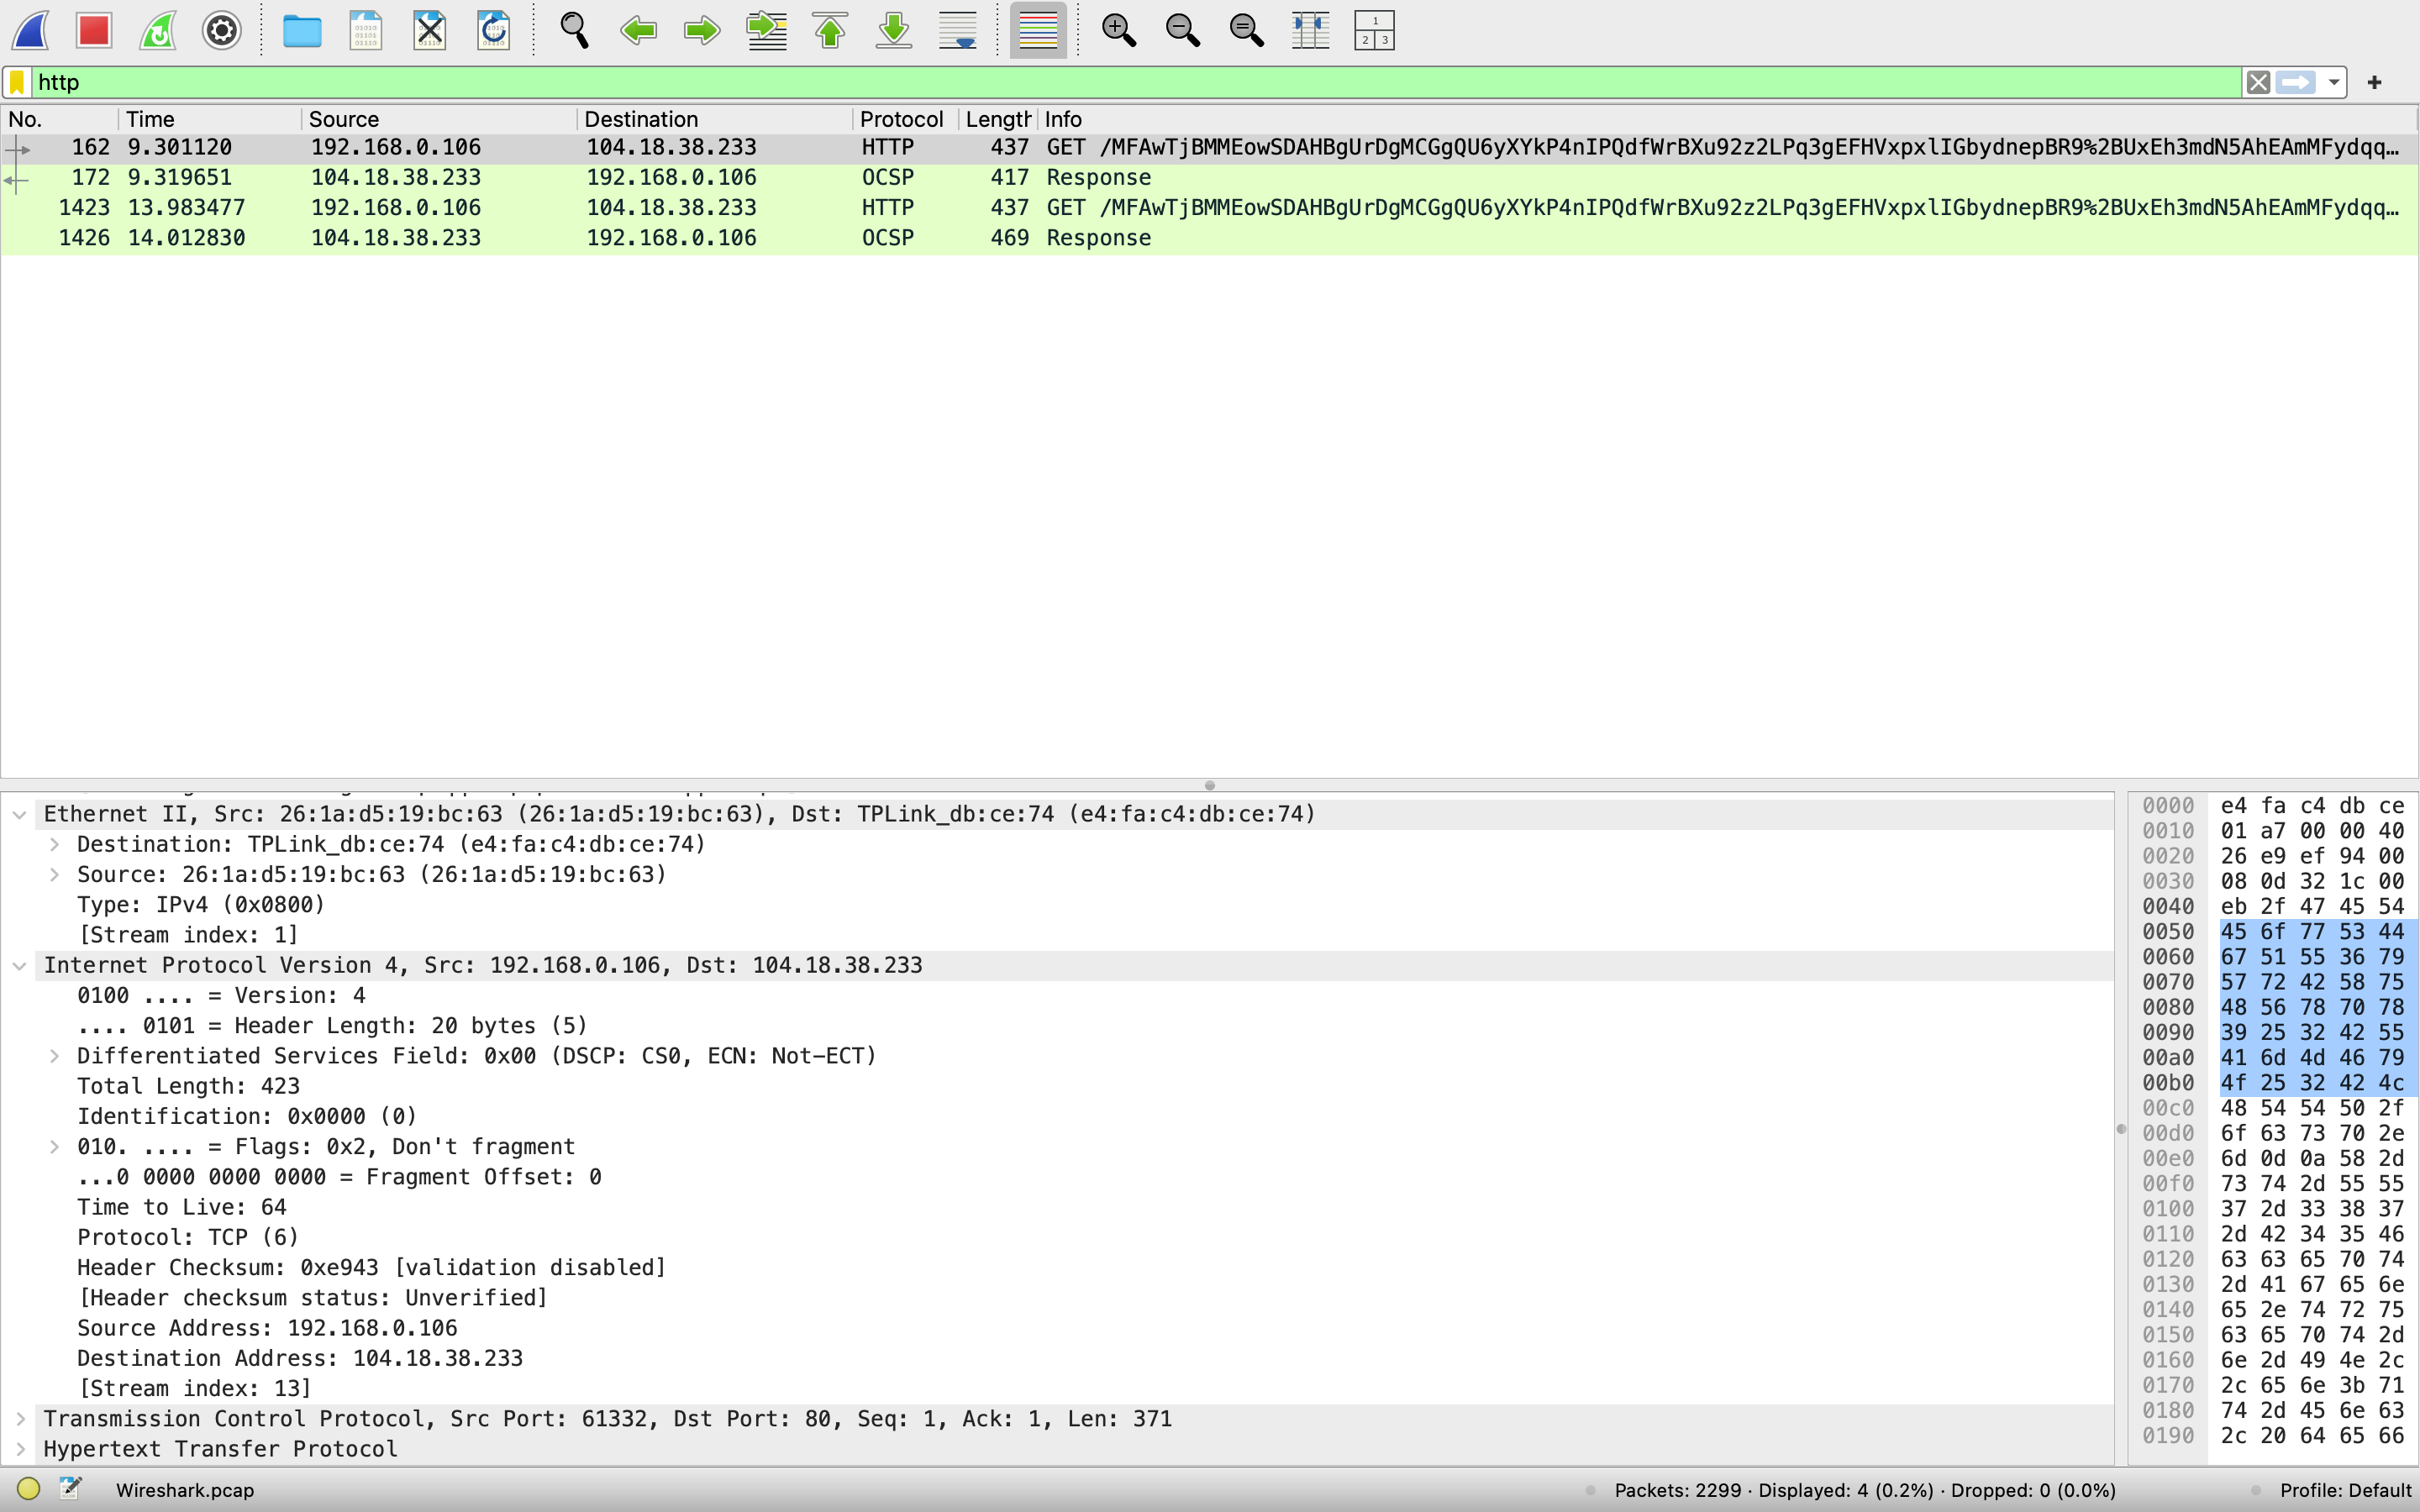 http
No. Time Source Destination Protocol Length Info
162 9.301120 192.168.0.106 104.18.38.233 HTTP 437 GET /MFAwTjBMMEowSDAHBgUrDgMCGgQU6yXYkP4nIPQdfWrBXu92z2LPq3gEFHVxpxlIGbydnepBR9%2BUxEh3mdN5AhEAmMFydqq…
172 9.319651 104.18.38.233 192.168.0.106 OCSP 417 Response
1423 13.983477 192.168.0.106 104.18.38.233 HTTP 437 GET /MFAwTjBMMEowSDAHBgUrDgMCGgQU6yXYkP4nIPQdfWrBXu92z2LPq3gEFHVxpxlIGbydnepBR9%2BUxEh3mdN5AhEAmMFydqq…
1426 14.012830 104.18.38.233 192.168.0.106 OCSP 469 Response
Ethernet II, Src: 26:1a:d5:19:bc:63 (26:1a:d5:19:bc:63), Dst: TPLink_db:ce:74 (e4:fa:c4:db:ce:74)
Destination: TPLink_db:ce:74 (e4:fa:c4:db:ce:74)
Source: 26:1a:d5:19:bc:63 (26:1a:d5:19:bc:63)
Type: IPv4 (0x0800)
[Stream index: 1]
Internet Protocol Version 4, Src: 192.168.0.106, Dst: 104.18.38.233
0100 .... = Version: 4
.... 0101 = Header Length: 20 bytes (5)
Differentiated Services Field: 0x00 (DSCP: CS0, ECN: Not-ECT)
Total Length: 423
Identification: 0x0000 (0)
010. .... = Flags: 0x2, Don't fragment
...0 0000 0000 0000 = Fragment Offset: 0
Time to Live: 64
Protocol: TCP (6)
Header Checksum: 0xe943 [validation disabled]
[Header checksum status: Unverified]
Source Address: 192.168.0.106
Destination Address: 104.18.38.233
[Stream index: 13]
Transmission Control Protocol, Src Port: 61332, Dst Port: 80, Seq: 1, Ack: 1, Len: 371
Hypertext Transfer Protocol
0000 e4 fa c4 db ce
0010 01 a7 00 00 40
0020 26 e9 ef 94 00
0030 08 0d 32 1c 00
0040 eb 2f 47 45 54
0050 45 6f 77 53 44
0060 67 51 55 36 79
0070 57 72 42 58 75
0080 48 56 78 70 78
0090 39 25 32 42 55
00a0 41 6d 4d 46 79
00b0 4f 25 32 42 4c
00c0 48 54 54 50 2f
00d0 6f 63 73 70 2e
00e0 6d 0d 0a 58 2d
00f0 73 74 2d 55 55
0100 37 2d 33 38 37
0110 2d 42 34 35 46
0120 63 63 65 70 74
0130 2d 41 67 65 6e
0140 65 2e 74 72 75
0150 63 65 70 74 2d
0160 6e 2d 49 4e 2c
0170 2c 65 6e 3b 71
0180 74 2d 45 6e 63
0190 2c 20 64 65 66
Wireshark.pcap
Packets: 2299 · Displayed: 4 (0.2%) · Dropped: 0 (0.0%)
Profile: Default